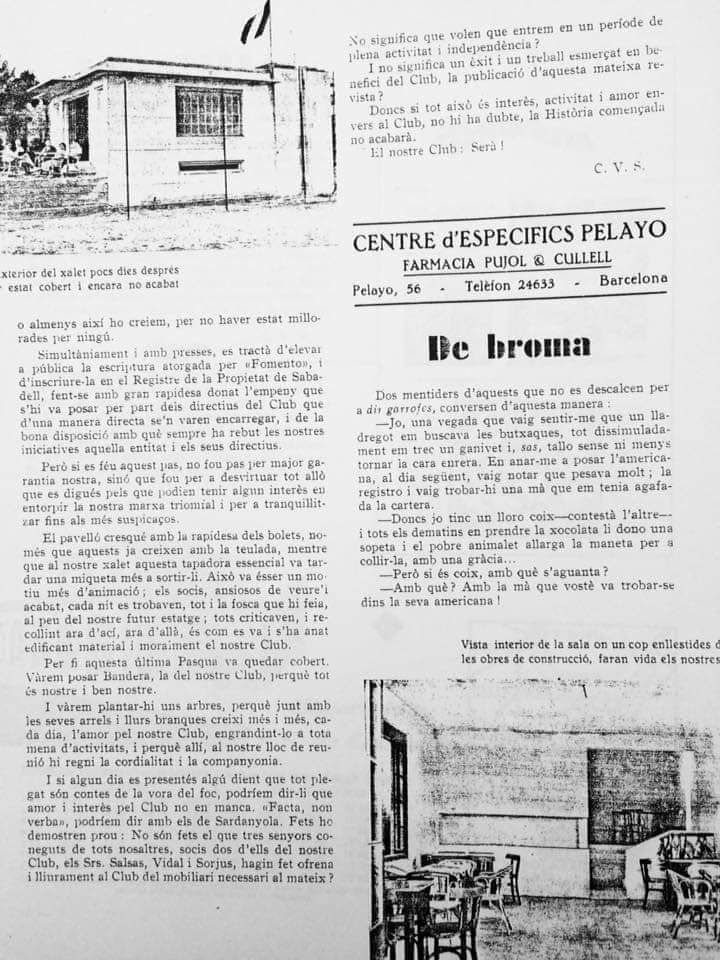 xterior del xalet pocs dies després
estat cobert i encara no acabat
o almenys així ho creiem, per no haver estat millo-
rades per ningú.
Simultàniament i amb presses, es tractà d'elevar
a pública la escriptura atorgada per «Fomento», i
d'inscriure-la en el Registre de la Propietat de Saba-
dell, fent-se amb gran rapidesa donat l'empeny que
s'hi va posar per part dels directius del Club que
d'una manera directa se'n varen encarregar, i de la
bona disposició amb què sempre ha rebut les nostres
iniciatives aquella entitat i els seus directius.
Però si es féu aquest pas, no fou pas per major ga-
rantia nostra, sinó que fou per a desvirtuar tot allò
que es digués pels que podien tenir algun interès en
entorpir la nostra marxa triomial i per a tranquillit-
zar fins als més suspicaços.
El pavelló cresqué amb la rapidesa dels bolets, no-
més que aquests ja creixen amb la teulada, mentre
que al nostre xalet aquesta tapadora essencial va tar-
dar una miqueta més a sortir-li. Això va ésser un mo-
tiu més d'animació; els socis, ansiosos de veure'l
acabat, cada nit es trobaven, tot i la fosca que hi feia,
al peu del nostre futur estatge; tots criticaven, i re-
collint ara d'ací, ara d'allà, és com es va i s'ha anat
edificant material i moralment el nostre Club.
Per fi aquesta última Pasqua va quedar cobert.
Vàrem posar Bandera, la del nostre Club, perquè tot
és nostre i ben nostre.
I vàrem plantar-hi uns arbres, perquè junt amb
les seves arrels i llurs branques creixi més i més, ca-
da dia, l'amor pel nostre Club, engrandint-lo a tota
mena d'activitats, i perquè allí, al nostre lloc de reu-
nió hi regni la cordialitat i la companyonia.
I si algun dia es presentés algú dient que tot ple-
gat són contes de la vora del foc, podríem dir-li que
amor i interès pel Club no en manca. «Facta, non
verba», podríem dir amb els de Sardanyola. Fets ho
demostren prou: No són fets el que tres senyors co-
neguts de tots nosaltres, socis dos d'ells del nostre
Club, els Srs. Salsas, Vidal i Sorjus, hagin fet ofrena
i lliurament al Club del mobiliari necessari al mateix?
No significa que volen que entrem en un període de
plena activitat i independència?
I no significa un èxit i un treball esmerçat en be-
nefici del Club, la publicació d'aquesta mateixa re-
vista?
Doncs si tot això és interès, activitat i amor en-
vers al Club, no hi ha dubte, la Història començada
no acabarà.
El nostre Club: Serà!
C. V. S.
CENTRE d'ESPECIFICS PELAYO
FARMACIA PUJOL & CULLELL
Pelayo, 56 - Telèfon 24633 - Barcelona
De broma
Dos mentiders d'aquests que no es descalcen per
a dir garrofes, conversen d'aquesta manera:
—Jo, una vegada que vaig sentir-me que un lla-
dregot em buscava les butxaques, tot dissimulada-
ment em trec un ganivet i, sas, tallo sense ni menys
tornar la cara enrera. En anar-me a posar l'america-
na, al dia següent, vaig notar que pesava molt; la
registro i vaig trobar-hi una mà que em tenia agafa-
da la cartera.
—Doncs jo tinc un lloro coix—contestà l'altre—
i tots els dematins en prendre la xocolata li dono una
sopeta i el pobre animalet allarga la maneta per a
collir-la, amb una gràcia...
—Però si és coix, amb què s'aguanta?
—Amb què? Amb la mà que vostè va trobar-se
dins la seva americana!
Vista interior de la sala on un cop enllestides d
les obres de construcció, faran vida els nostres